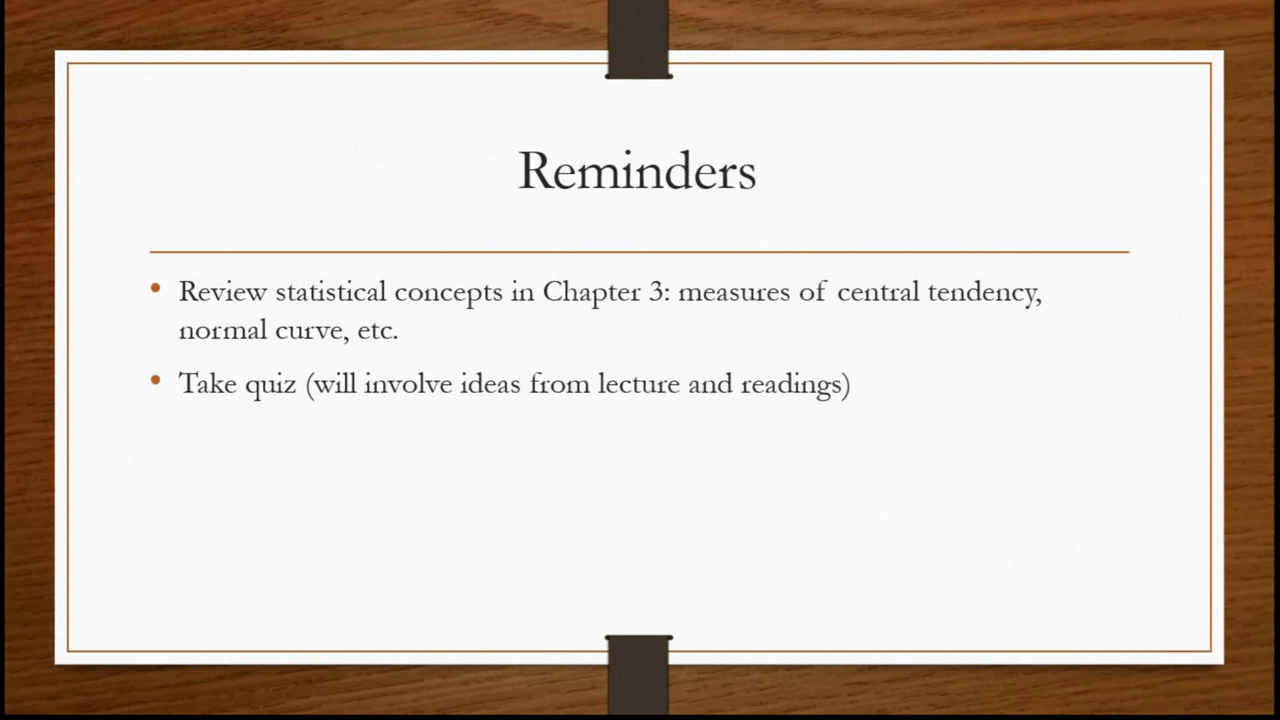 Reminders
• Review statistical concepts in Chapter 3: measures of central tendency,
normal curve, etc.
• Take quiz (will involve ideas from lecture and readings)